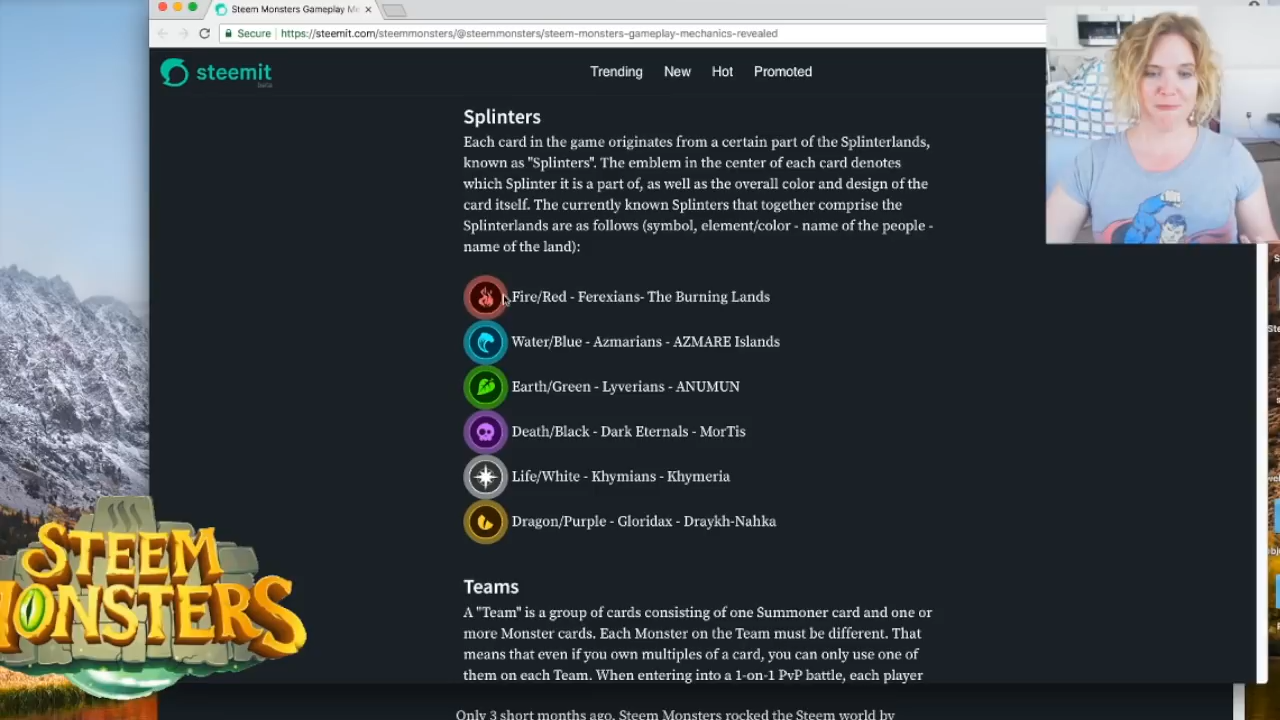 Steem Monsters Gameplay Me
Secure | https://steemit.com/steemmonsters/@steemmonsters/steem-monsters-gameplay-mechanics-revealed
steemit
beta
Trending New Hot Promoted
Splinters
Each card in the game originates from a certain part of the Splinterlands,
known as "Splinters". The emblem in the center of each card denotes
which Splinter it is a part of, as well as the overall color and design of the
card itself. The currently known Splinters that together comprise the
Splinterlands are as follows (symbol, element/color - name of the people -
name of the land):
Fire/Red - Ferexians- The Burning Lands
Water/Blue - Azmarians - AZMARE Islands
Earth/Green - Lyverians - ANUMUN
Death/Black - Dark Eternals - MorTis
Life/White - Khymians - Khymeria
Dragon/Purple - Gloridax - Draykh-Nahka
Teams
A "Team" is a group of cards consisting of one Summoner card and one or
more Monster cards. Each Monster on the Team must be different. That
means that even if you own multiples of a card, you can only use one of
them on each Team. When entering into a 1-on-1 PvP battle, each player
Only 3 short months ago, Steem Monsters rocked the Steem world by
STEEM
MONSTERS